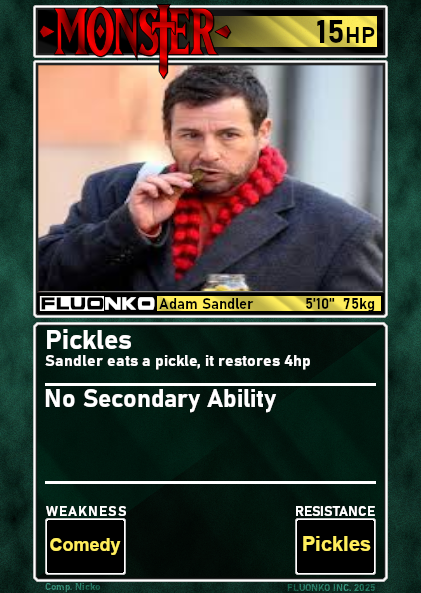 MONSTER
15HP
FLUONKO Adam Sandler 5'10" 75kg
Pickles
Sandler eats a pickle, it restores 4hp
No Secondary Ability
WEAKNESS RESISTANCE
Comedy Pickles
Comp. Nicko FLUONKO INC. 2025